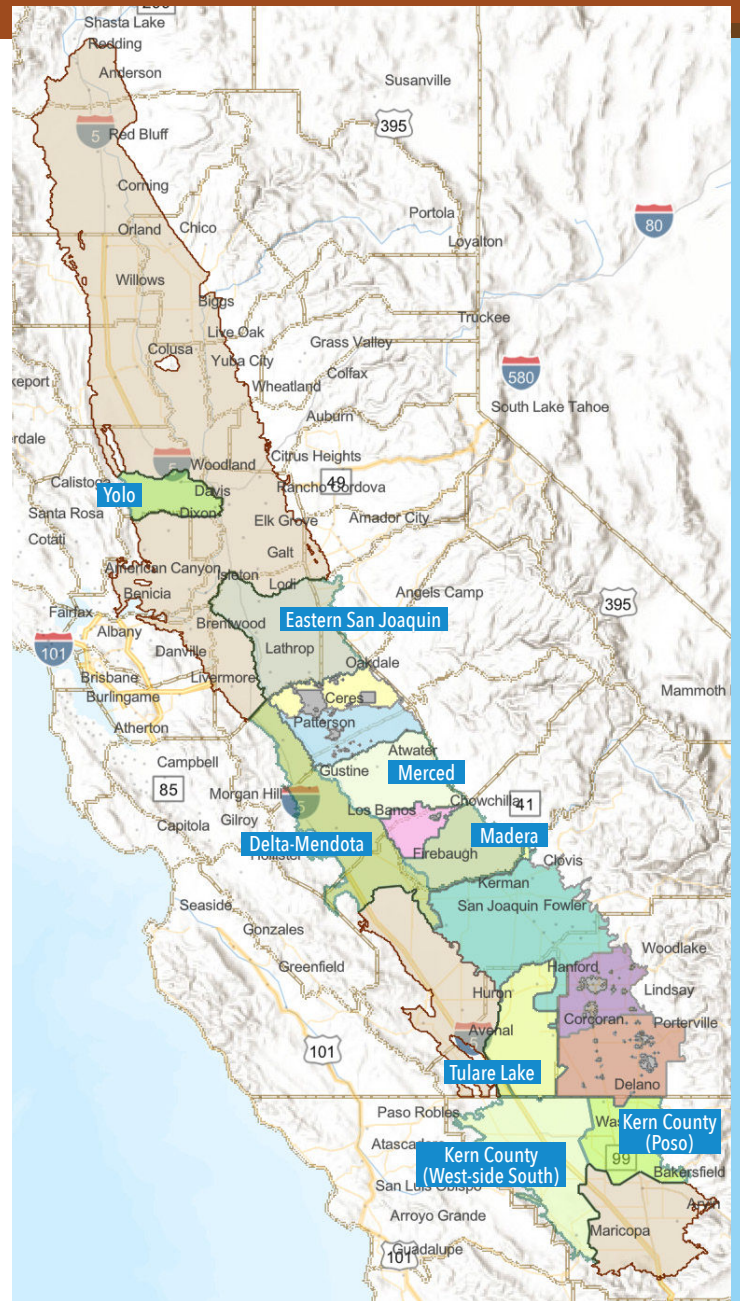 Shasta Lake
Redding
Anderson
Susanville
395
5
Red Bluff
Corning
Portola
80
Orland
Chico
Loyalton
Willows
Biggs
Truckee
Live Oak
Grass Valley
Colusa
Yuba City
Colfax
580
Wheatland
South Lake Tahoe
Auburn
Citrus Heights
Woodland
Calistoga
Yolo
Davis
49
Rancho Cordova
Santa Rosa
Dixon
Elk Grove
Amador City
Cotati
Galt
American Canyon
Isleton
Lodi
Benicia
Angels Camp
395
Fairfax
Eastern San Joaquin
Albany
Brentwood
101
Danville
Lathrop
Oakdale
Brisbane
Livermore
Mammoth
Burlingame
Ceres
Atherton
Patterson
Campbell
Atwater
Gustine
Merced
85
Morgan Hill
5
Chowchilla
41
Capitola
Gilroy
Los Banos
Madera
Delta-Mendota
Firebaugh
Clovis
Kerman
Seaside
San Joaquin
Fowler
Gonzales
Woodlake
Greenfield
Hanford
Lindsay
Huron
Corcoran
Porterville
Avenal
101
Tulare Lake
Delano
Paso Robles
Kern County
(Poso)
Kern County
(West-side South)
99
Bakersfield
Arroyo Grande
Maricopa
Guadalupe
101